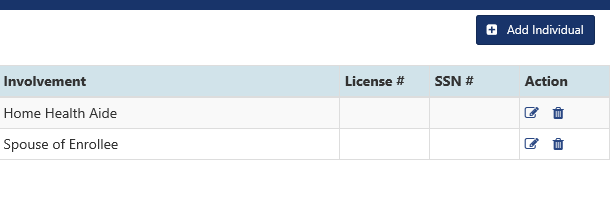 Add Individual
Involvement License # SSN # Action
Home Health Aide
Spouse of Enrollee